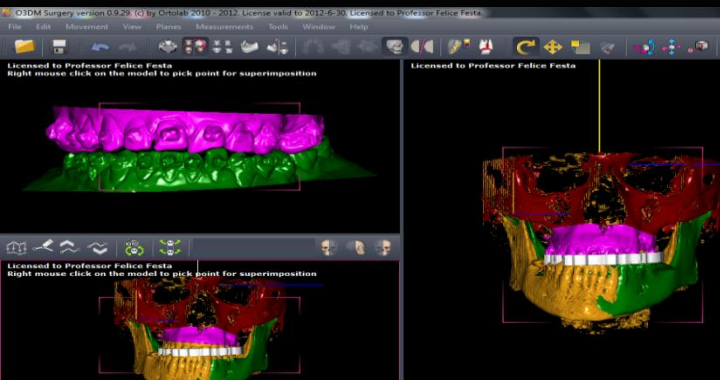 O3DM Surgery version 0.9.29. (c) by Ortolab 2010 - 2012. License valid to 2012-6-30. Licensed to Professor Felice Festa
File Edit Movement View Planes Measurements Tools Window Help
Licensed to Professor Felice Festa
Right mouse click on the model to pick point for superimposition
Licensed to Professor Felice Festa
Licensed to Professor Felice Festa
Right mouse click on the model to pick point for superimposition